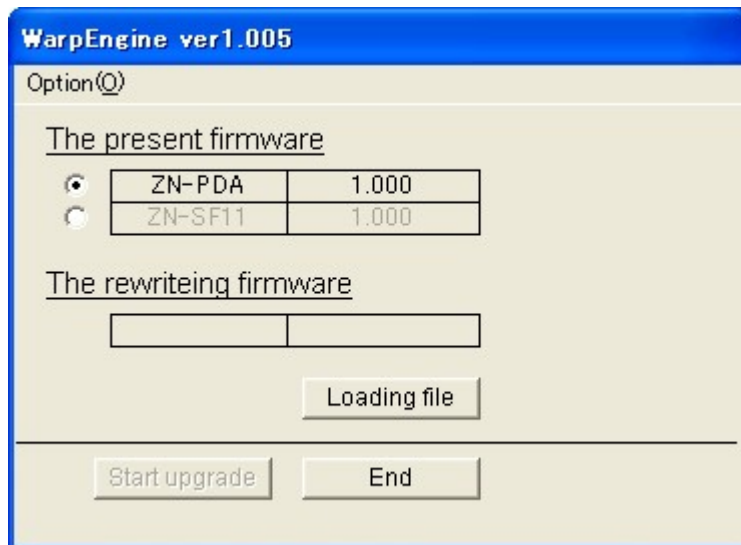 WarpEngine ver1.005
Option(O)
The present firmware
ZN-PDA 1.000
ZN-SF11 1.000
The rewriteing firmware
Loading file
Start upgrade End